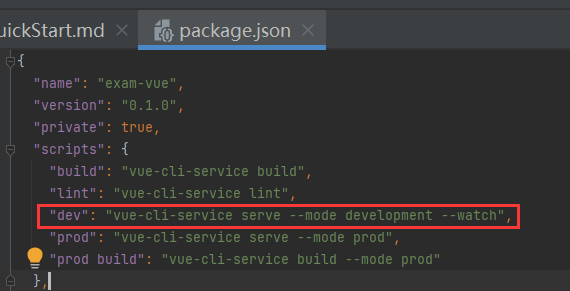 uickStart.md
package.json
{
"name": "exam-vue",
"version": "0.1.0",
"private": true,
"scripts": {
"build": "vue-cli-service build",
"lint": "vue-cli-service lint",
"dev": "vue-cli-service serve --mode development --watch",
"prod": "vue-cli-service serve --mode prod",
"prod build": "vue-cli-service build --mode prod"
},